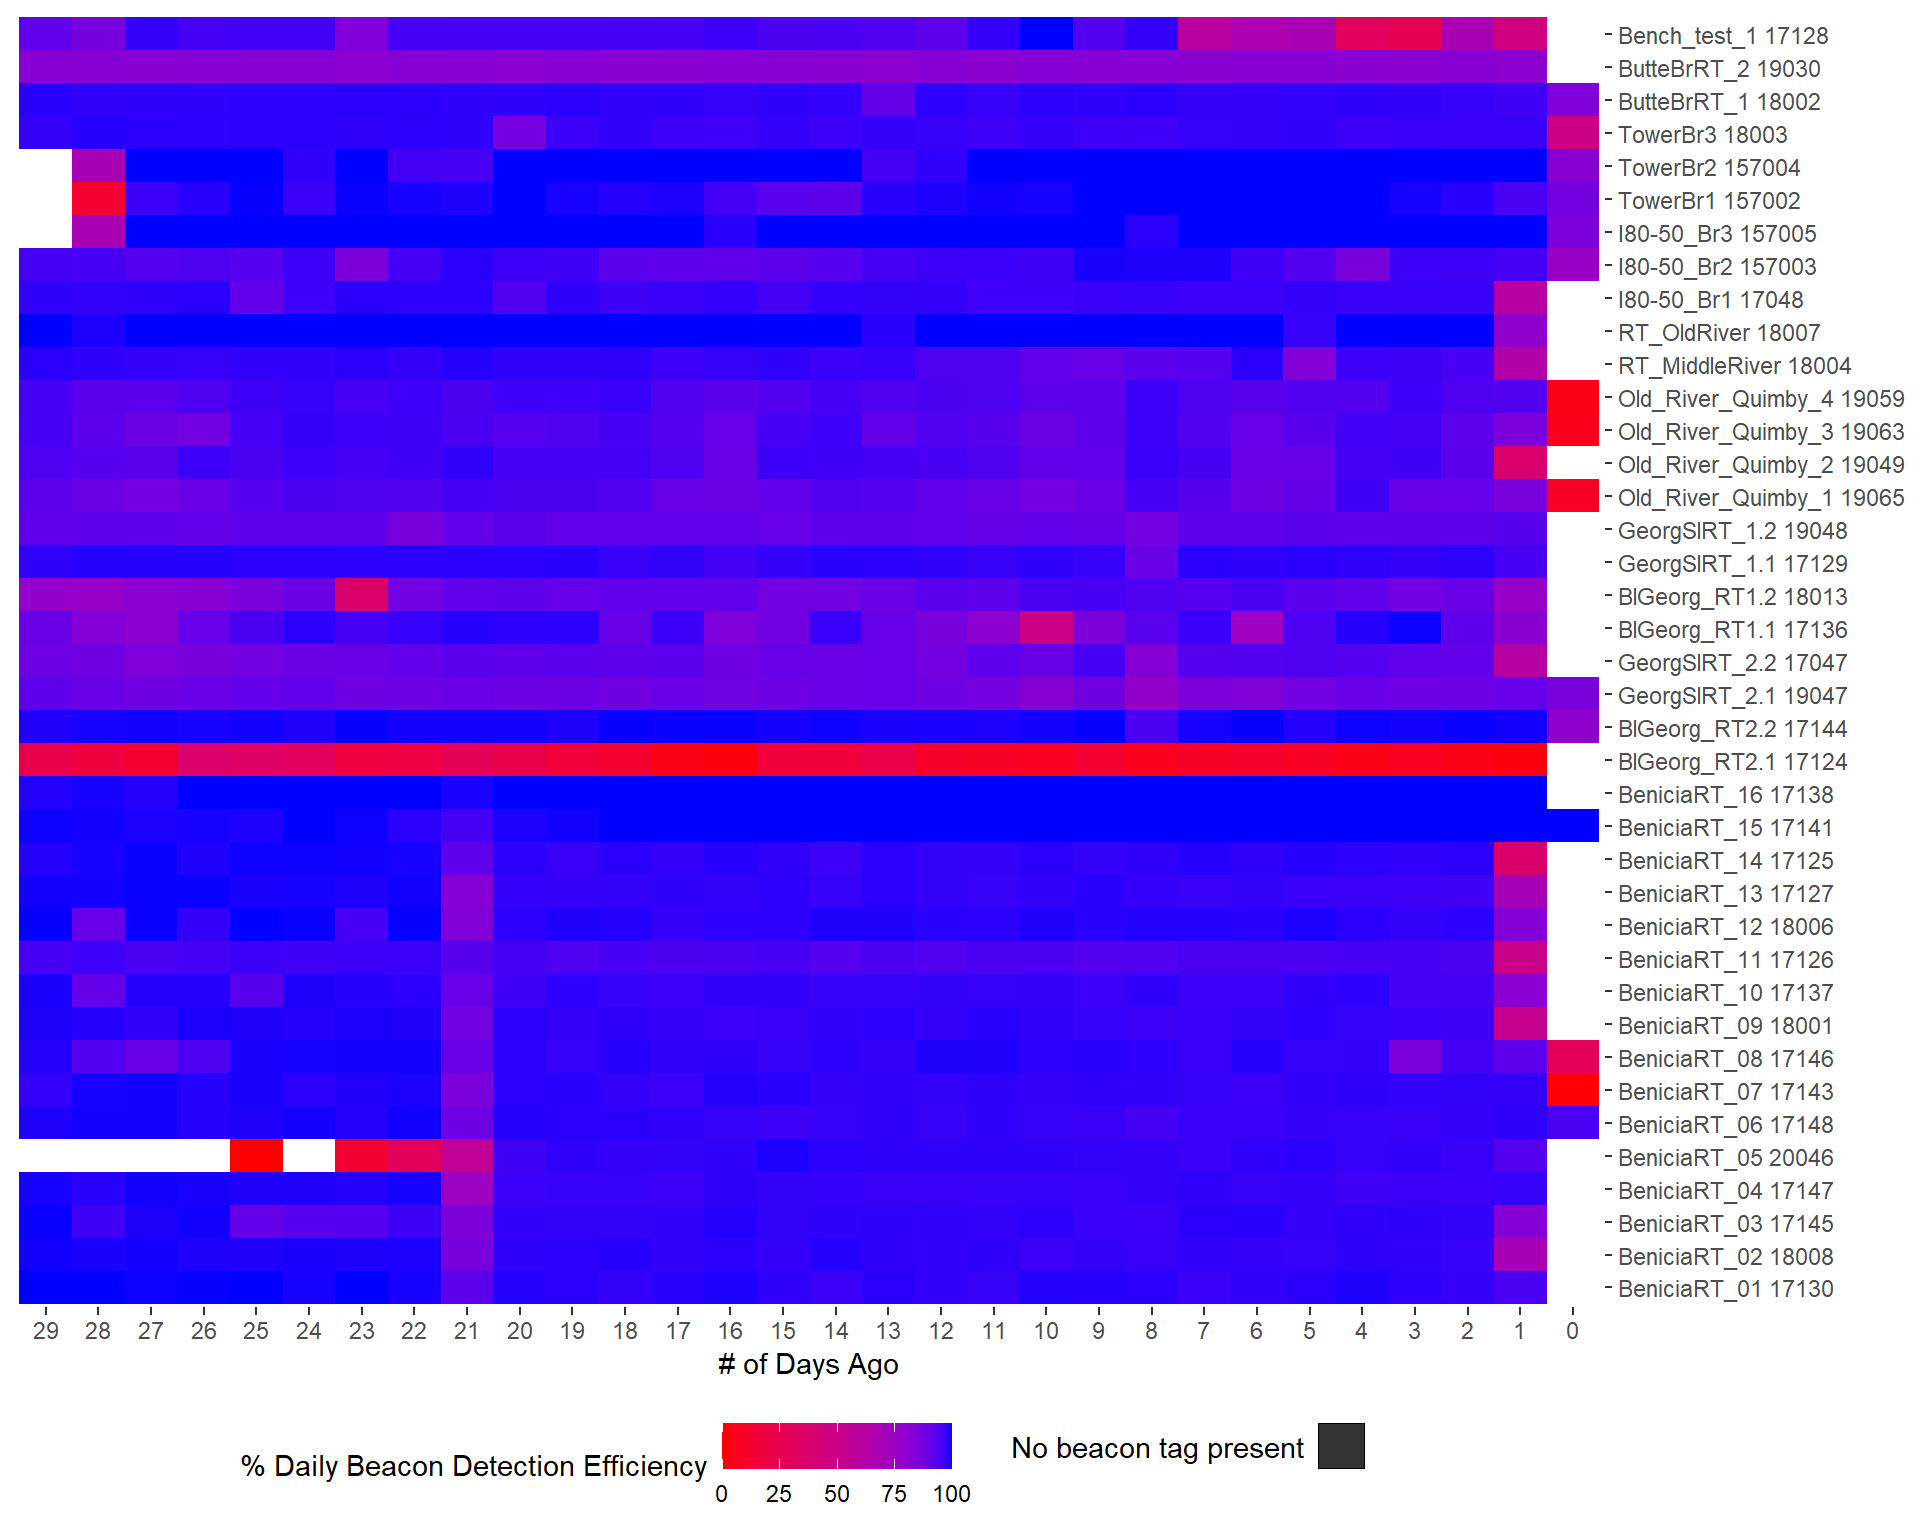 Bench_test_1 17128
ButteBrRT_2 19030
ButteBrRT_1 18002
TowerBr3 18003
TowerBr2 157004
TowerBr1 157002
I80-50_Br3 157005
I80-50_Br2 157003
I80-50_Br1 17048
RT_OldRiver 18007
RT_MiddleRiver 18004
Old_River_Quimby_4 19059
Old_River_Quimby_3 19063
Old_River_Quimby_2 19049
Old_River_Quimby_1 19065
GeorgSlRT_1.2 19048
GeorgSlRT_1.1 17129
BlGeorg_RT1.2 18013
BlGeorg_RT1.1 17136
GeorgSlRT_2.2 17047
GeorgSlRT_2.1 19047
BlGeorg_RT2.2 17144
BlGeorg_RT2.1 17124
BeniciaRT_16 17138
BeniciaRT_15 17141
BeniciaRT_14 17125
BeniciaRT_13 17127
BeniciaRT_12 18006
BeniciaRT_11 17126
BeniciaRT_10 17137
BeniciaRT_09 18001
BeniciaRT_08 17146
BeniciaRT_07 17143
BeniciaRT_06 17148
BeniciaRT_05 20046
BeniciaRT_04 17147
BeniciaRT_03 17145
BeniciaRT_02 18008
BeniciaRT_01 17130
29 28 27 26 25 24 23 22 21 20 19 18 17 16 15 14 13 12 11 10 9 8 7 6 5 4 3 2 1 0
# of Days Ago
% Daily Beacon Detection Efficiency
0 25 50 75 100
No beacon tag present